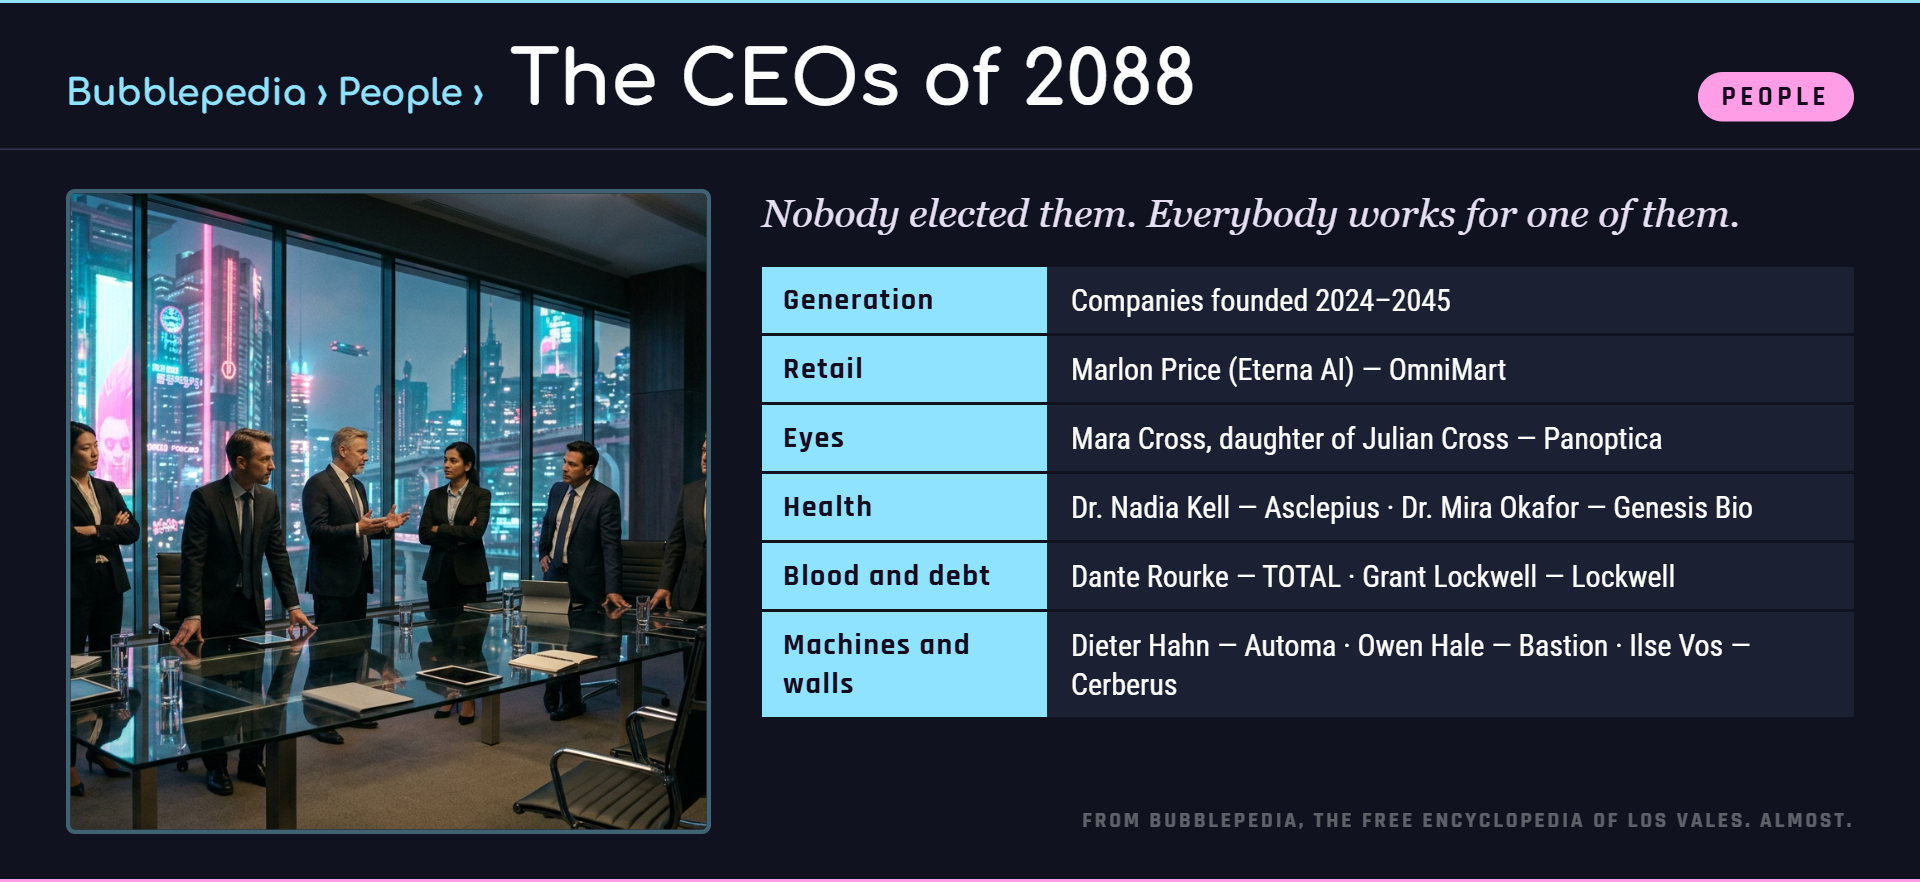 Bubblepedia › People › The CEOs of 2088
PEOPLE
Nobody elected them. Everybody works for one of them.
Generation
Companies founded 2024–2045
Retail
Marlon Price (Eterna AI) — OmniMart
Eyes
Mara Cross, daughter of Julian Cross — Panoptica
Health
Dr. Nadia Kell — Asclepius · Dr. Mira Okafor — Genesis Bio
Blood and debt
Dante Rourke — TOTAL · Grant Lockwell — Lockwell
Machines and
walls
Dieter Hahn — Automa · Owen Hale — Bastion · Ilse Vos —
Cerberus
FROM BUBBLEPEDIA, THE FREE ENCYCLOPEDIA OF LOS VALES. ALMOST.